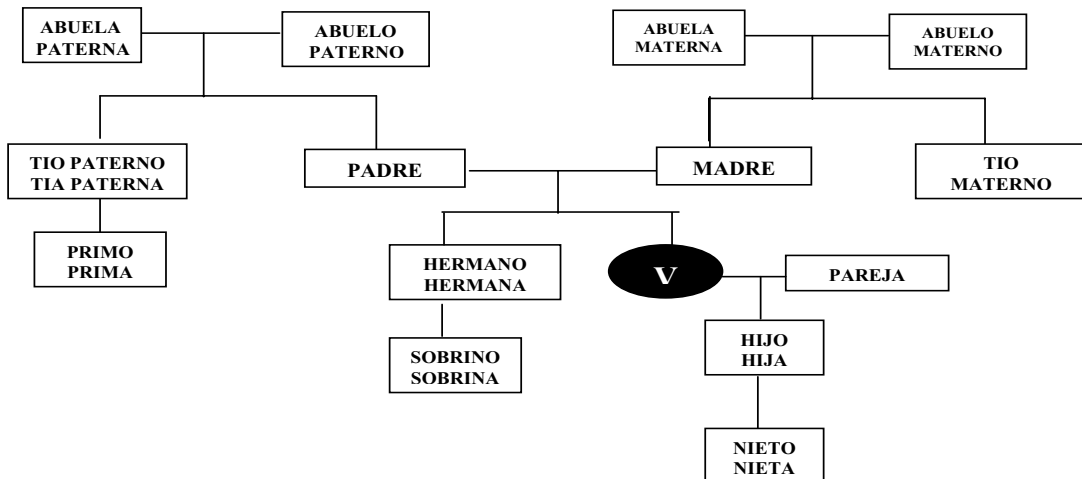 ABUELA
PATERNA
ABUELO
PATERNO
ABUELA
MATERNA
ABUELO
MATERNO
TIO PATERNO
TIA PATERNA
PADRE
MADRE
TIO
MATERNO
PRIMO
PRIMA
HERMANO
HERMANA
V
PAREJA
SOBRINO
SOBRINA
HIJO
HIJA
NIETO
NIETA